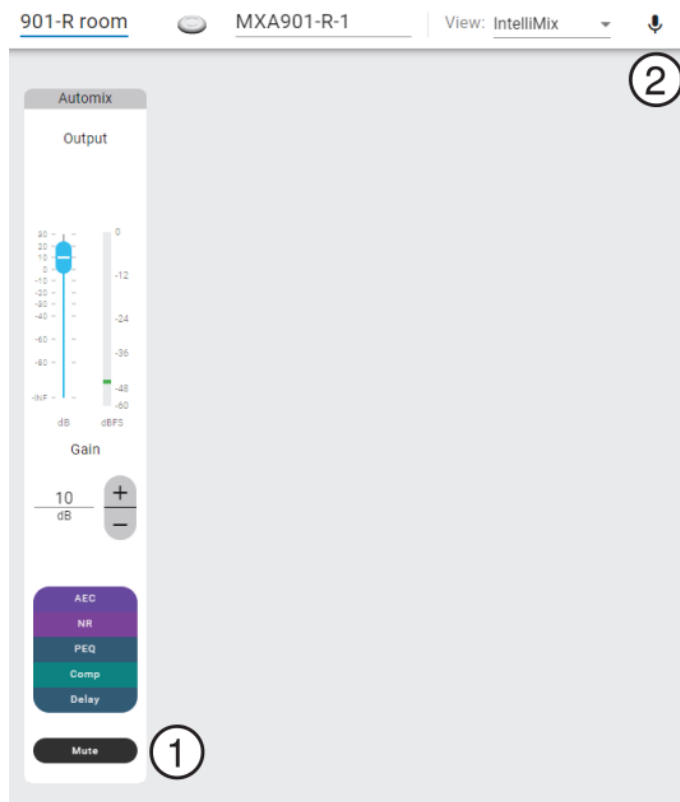 901-R room MXA901-R-1 View: IntelliMix
2
Automix
Output
30 0
20
10
0
-10 -12
-20
-30
-40 -24
-60 -36
-80
-48
-INF -60
dB dBFS
Gain
10 +
dB −
AEC
NR
PEQ
Comp
Delay
Mute 1